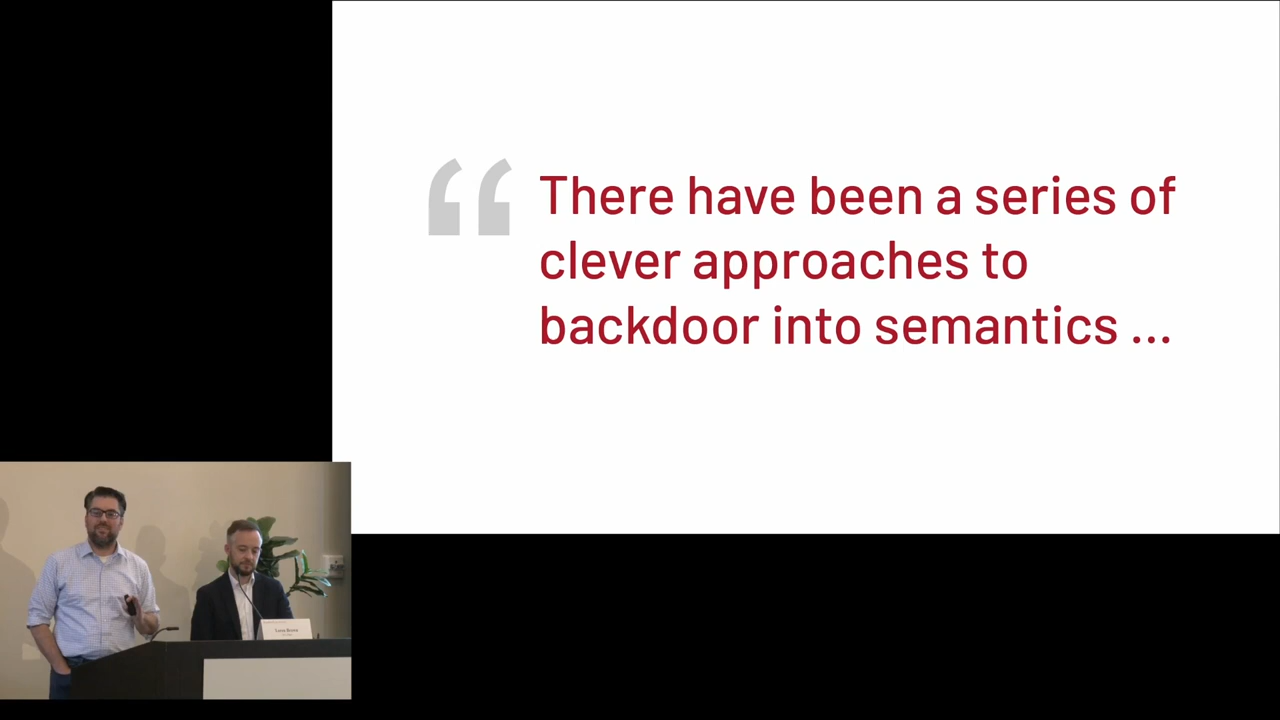 “ There have been a series of
clever approaches to
backdoor into semantics ...